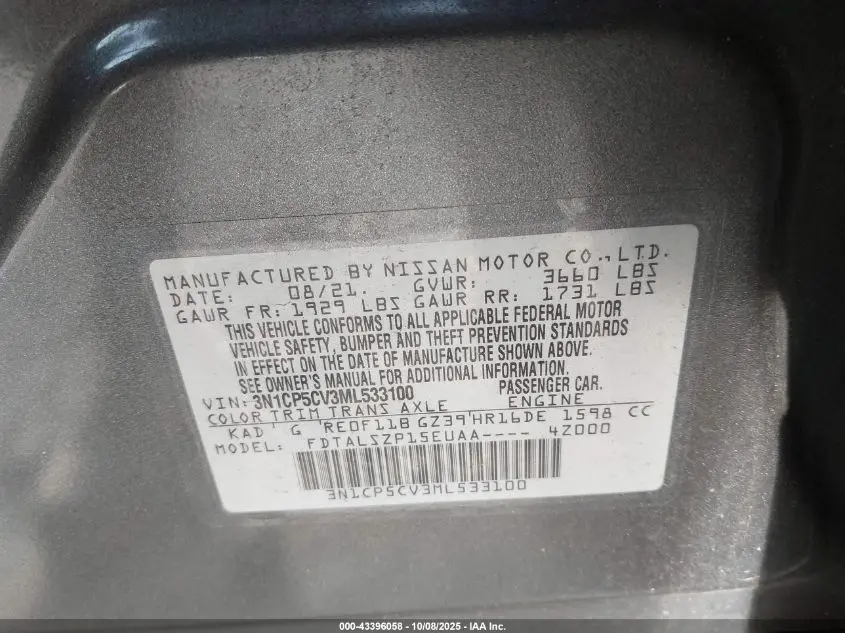 MANUFACTURED BY NISSAN MOTOR CO., LTD.
DATE: 08/21. GVWR: 3660 LBS
GAWR FR: 1929 LBS GAWR RR: 1731 LBS
THIS VEHICLE CONFORMS TO ALL APPLICABLE FEDERAL MOTOR
VEHICLE SAFETY, BUMPER AND THEFT PREVENTION STANDARDS
IN EFFECT ON THE DATE OF MANUFACTURE SHOWN ABOVE.
SEE OWNER'S MANUAL FOR ADDITIONAL INFORMATION.
VIN: 3N1CP5CV3ML533100 PASSENGER CAR.
COLOR TRIM TRANS AXLE ENGINE
KAD G RE0F11B GZ39 HR16DE 1598 CC
MODEL: FDTALSZP15EUAA---- 4Z000
3N1CP5CV3ML533100
000-43396058 - 10/08/2025 - IAA Inc.